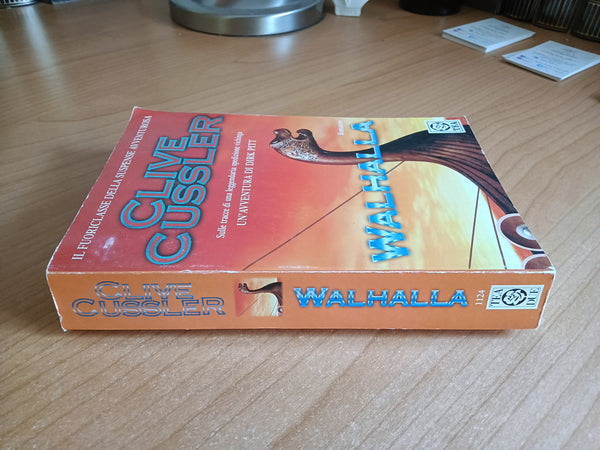 IL FUORICLASSE DELLA SUSPENSE AVVENTUROSA
CLIVE
CUSSLER
Sulle tracce di una leggendaria spedizione vichinga
UN'AVVENTURA DI DIRK PITT
Romanzo
WALHALLA
TEA
CLIVE
CUSSLER
WALHALLA
1124
TEA
DUE